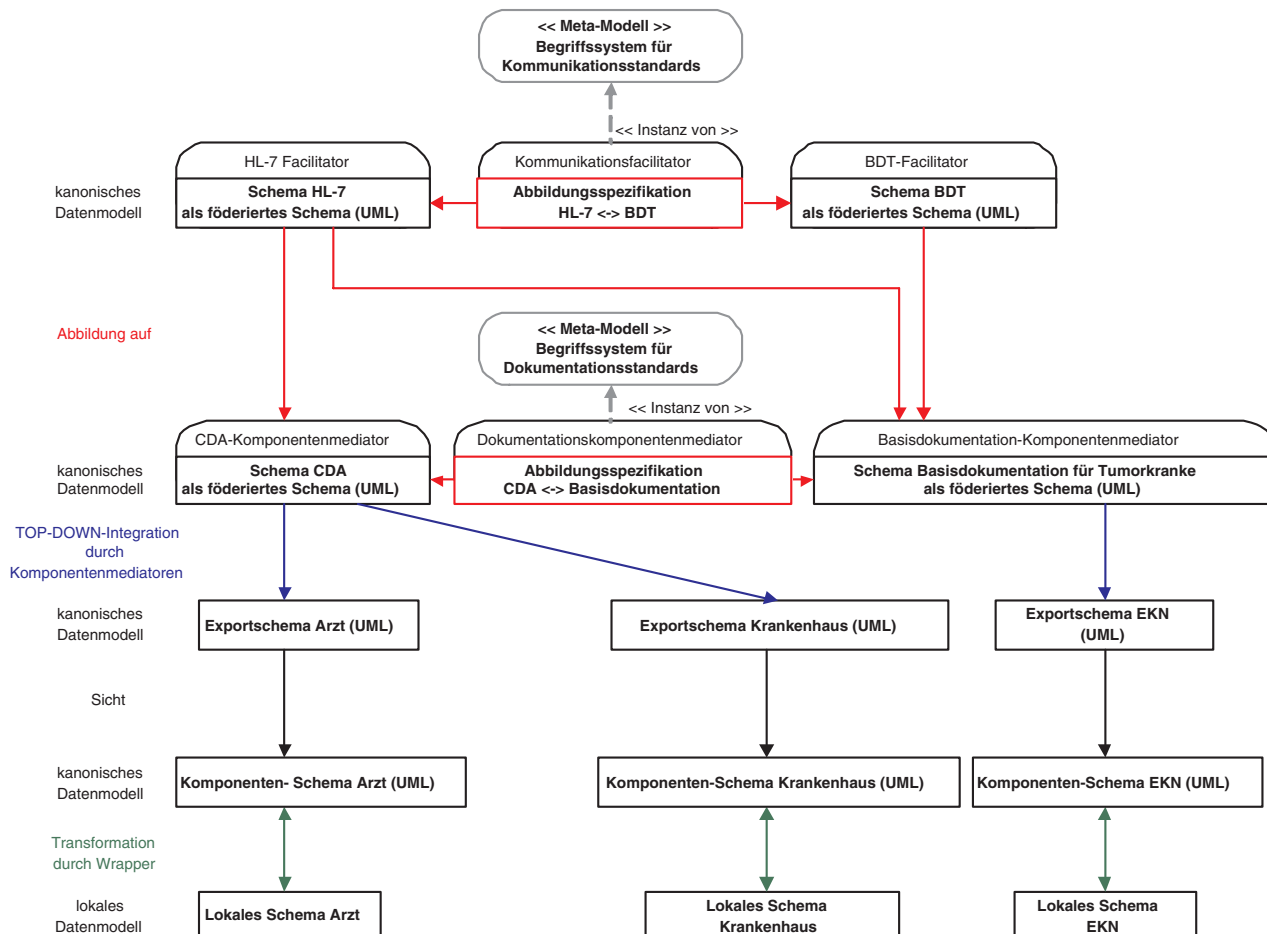 << Meta-Modell >>
Begriffssystem für
Kommunikationsstandards
<< Instanz von >>
HL-7 Facilitator
Kommunikationsfacilitator
BDT-Facilitator
kanonisches
Datenmodell
Schema HL-7
als föderiertes Schema (UML)
Abbildungsspezifikation
HL-7 <-> BDT
Schema BDT
als föderiertes Schema (UML)
Abbildung auf
<< Meta-Modell >>
Begriffssystem für
Dokumentationsstandards
<< Instanz von >>
CDA-Komponentenmediator
Dokumentationskomponentenmediator
Basisdokumentation-Komponentenmediator
kanonisches
Datenmodell
Schema CDA
als föderiertes Schema (UML)
Abbildungsspezifikation
CDA <-> Basisdokumentation
Schema Basisdokumentation für Tumorkranke
als föderiertes Schema (UML)
TOP-DOWN-Integration
durch
Komponentenmediatoren
kanonisches
Datenmodell
Exportschema Arzt (UML)
Exportschema Krankenhaus (UML)
Exportschema EKN
(UML)
Sicht
kanonisches
Datenmodell
Komponenten- Schema Arzt (UML)
Komponenten-Schema Krankenhaus (UML)
Komponenten-Schema EKN (UML)
Transformation
durch Wrapper
lokales
Datenmodell
Lokales Schema Arzt
Lokales Schema
Krankenhaus
Lokales Schema
EKN